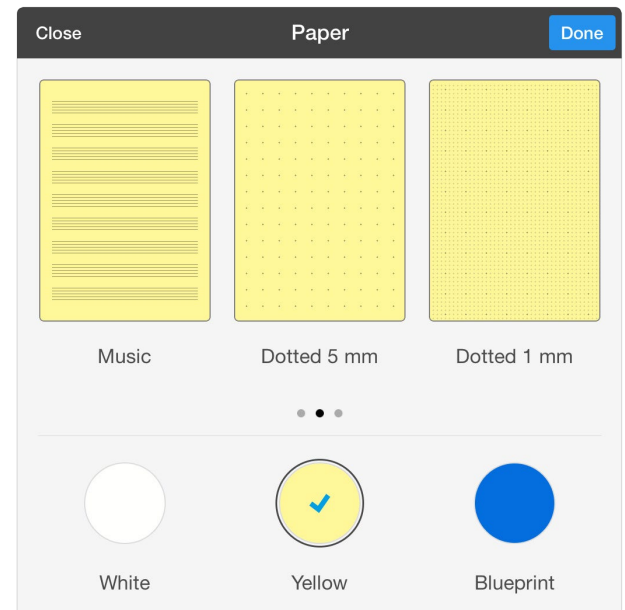 Close Paper Done
Music Dotted 5 mm Dotted 1 mm
White Yellow Blueprint